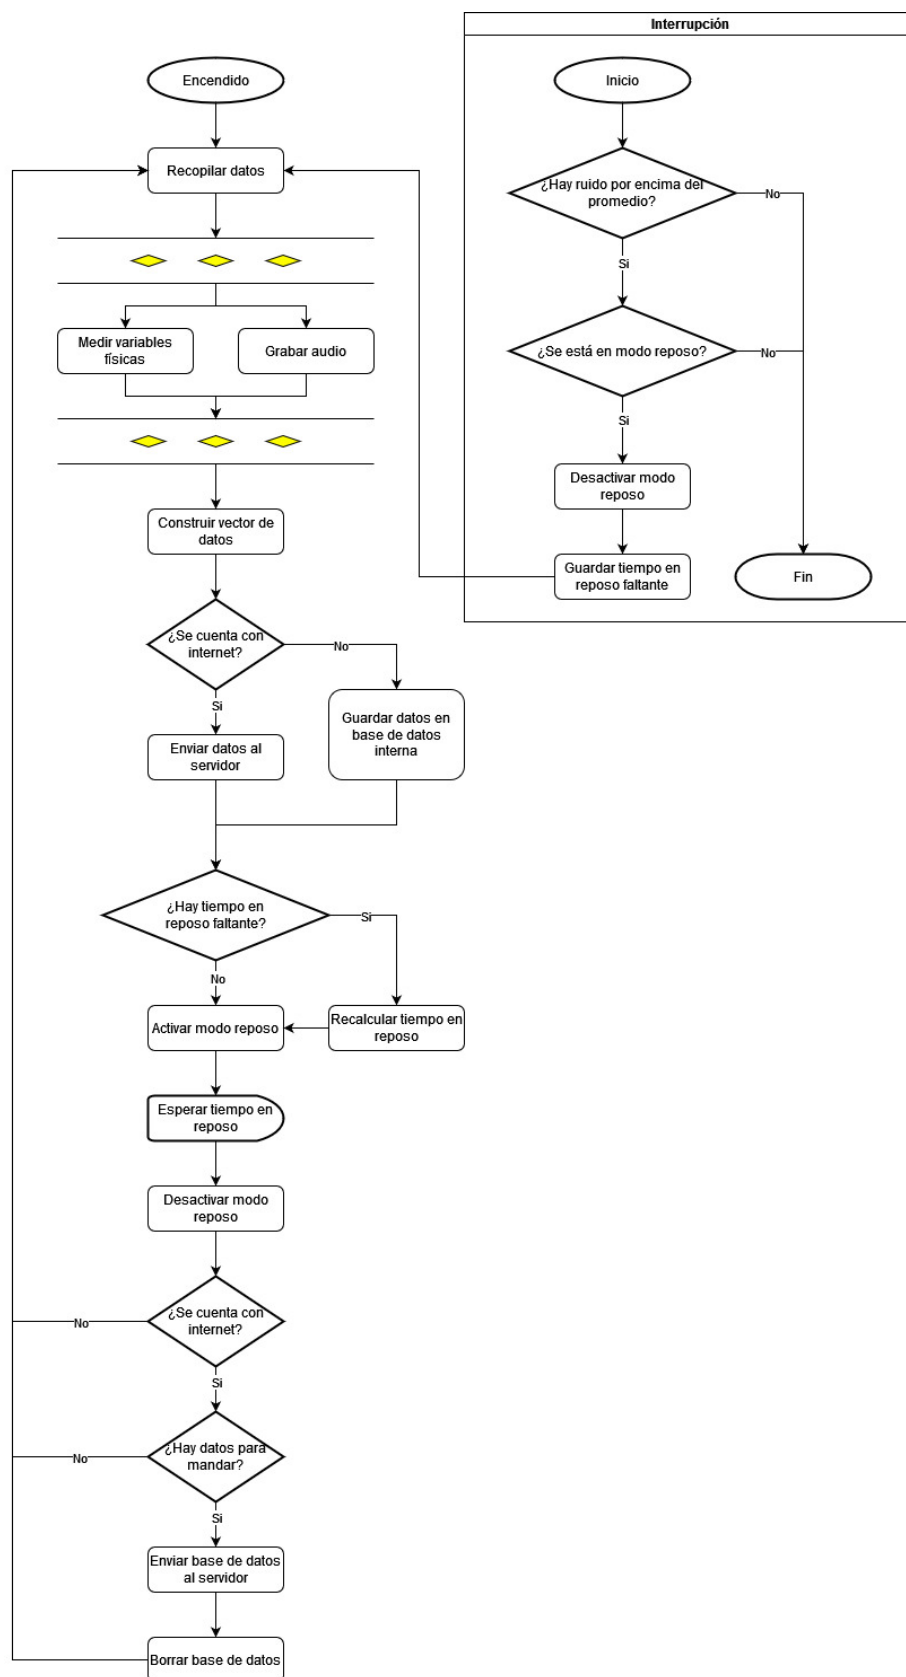 Interrupción
Encendido
Recopilar datos
Medir variables
físicas
Grabar audio
Construir vector de
datos
¿Se cuenta con
internet?
No
Si
Enviar datos al
servidor
Guardar datos en
base de datos
interna
¿Hay tiempo en
reposo faltante?
Si
No
Activar modo reposo
Recalcular tiempo en
reposo
Esperar tiempo en
reposo
Desactivar modo
reposo
¿Se cuenta con
internet?
No
Si
¿Hay datos para
mandar?
No
Si
Enviar base de datos
al servidor
Borrar base de datos
Inicio
¿Hay ruido por encima del
promedio?
No
Si
¿Se está en modo reposo?
No
Si
Desactivar modo
reposo
Guardar tiempo en
reposo faltante
Fin